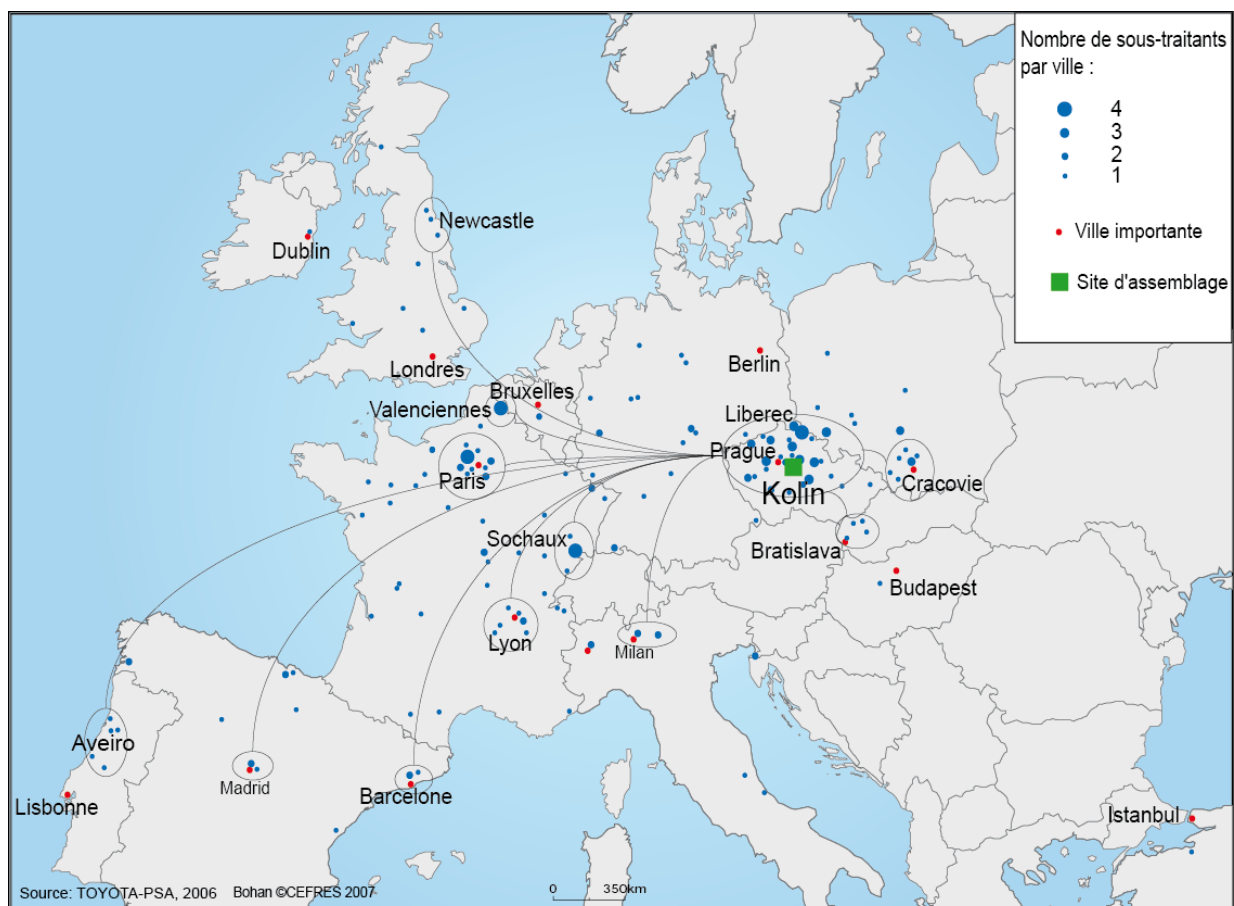 Nombre de sous-traitants
par ville :
4
3
2
1
Ville importante
Site d'assemblage
Newcastle
Dublin
Londres
Berlin
Bruxelles
Valenciennes
Liberec
Prague
Paris
Kolin
Cracovie
Sochaux
Bratislava
Budapest
Lyon
Milan
Aveiro
Madrid
Barcelone
Lisbonne
Istanbul
Source: TOYOTA-PSA, 2006 Bohan ©CEFRES 2007
0 350km